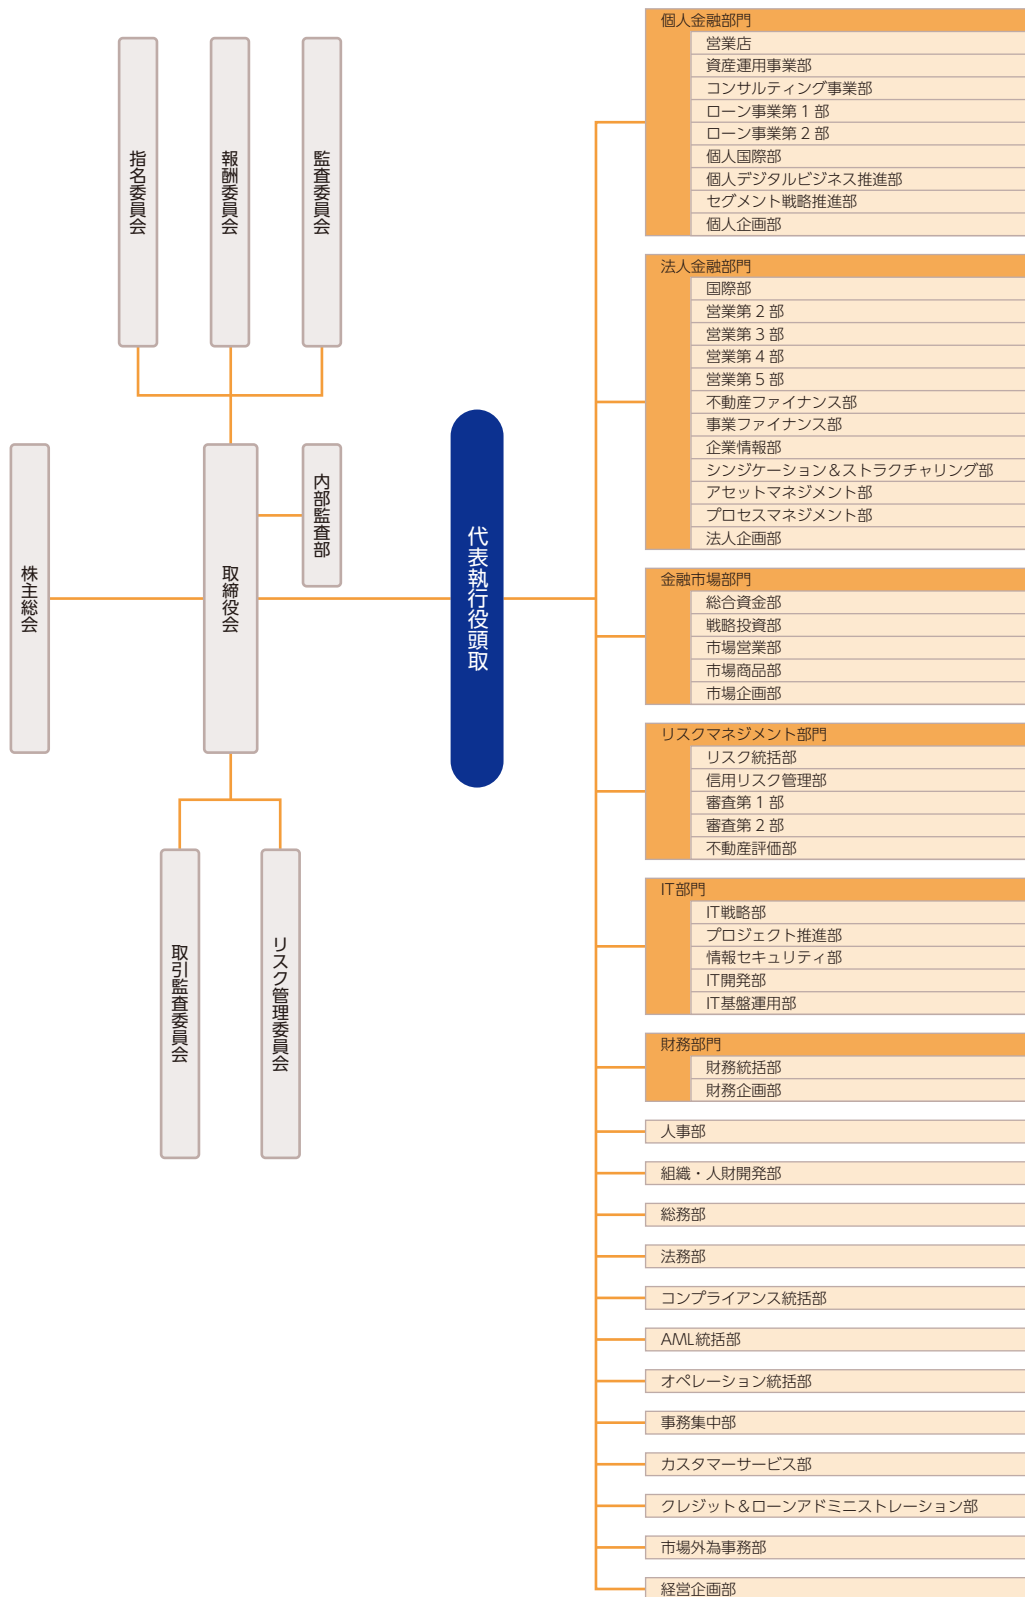 指名委員会
報酬委員会
監査委員会
株主総会
取締役会
内部監査部
取引監査委員会
リスク管理委員会
代表執行役頭取
個人金融部門
営業店
資産運用事業部
コンサルティング事業部
ローン事業第1部
ローン事業第2部
個人国際部
個人デジタルビジネス推進部
セグメント戦略推進部
個人企画部
法人金融部門
国際部
営業第2部
営業第3部
営業第4部
営業第5部
不動産ファイナンス部
事業ファイナンス部
企業情報部
シンジケーション＆ストラクチャリング部
アセットマネジメント部
プロセスマネジメント部
法人企画部
金融市場部門
総合資金部
戦略投資部
市場営業部
市場商品部
市場企画部
リスクマネジメント部門
リスク統括部
信用リスク管理部
審査第1部
審査第2部
不動産評価部
IT部門
IT戦略部
プロジェクト推進部
情報セキュリティ部
IT開発部
IT基盤運用部
財務部門
財務統括部
財務企画部
人事部
組織・人財開発部
総務部
法務部
コンプライアンス統括部
AML統括部
オペレーション統括部
事務集中部
カスタマーサービス部
クレジット＆ローンアドミニストレーション部
市場外為事務部
経営企画部